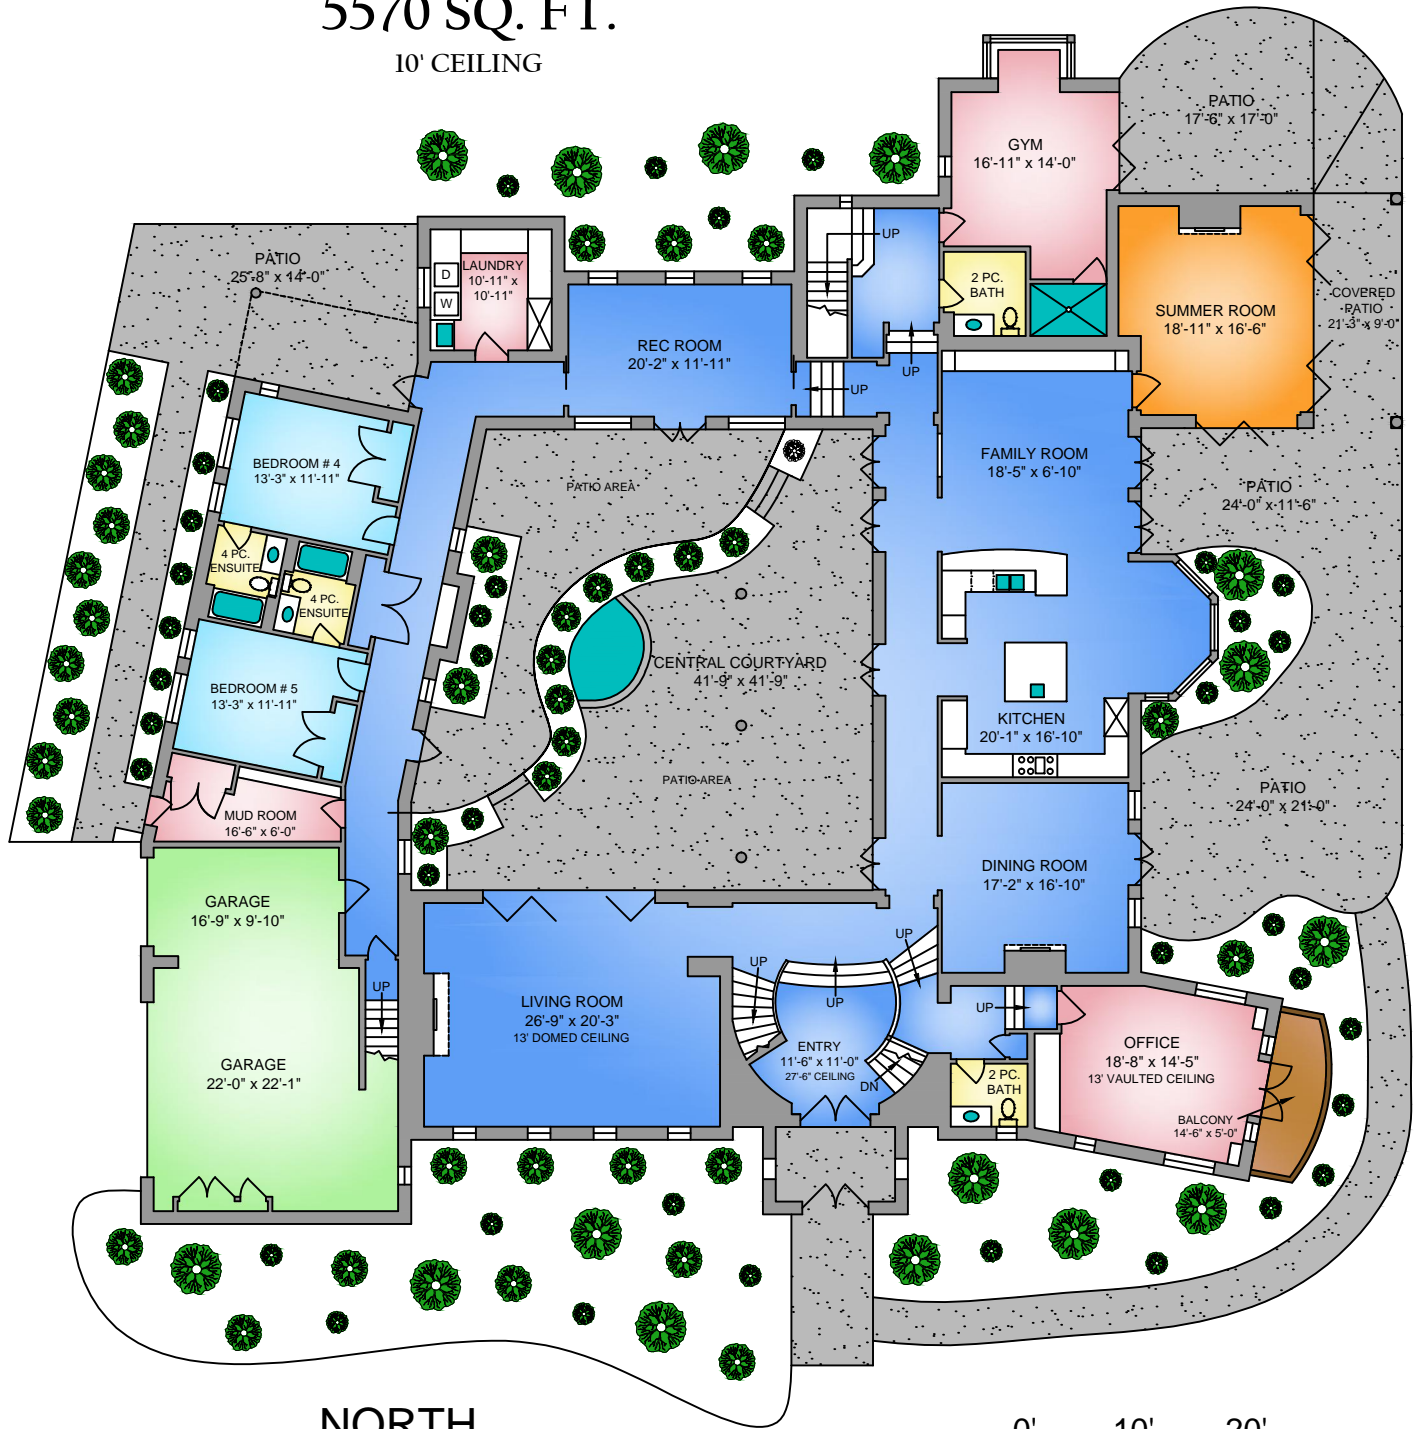 5570 SQ. FT.
10' CEILING
PATIO
17'-6" x 17'-0"
GYM
16'-11" x 14'-0"
UP
PATIO
25'-8" x 14'-0"
D
W
LAUNDRY
10'-11" x
10'-11"
2 PC.
BATH
SUMMER ROOM
18'-11" x 16'-6"
COVERED
PATIO
21'-3" x 9'-0"
REC ROOM
20'-2" x 11'-11"
UP
UP
BEDROOM # 4
13'-3" x 11'-11"
FAMILY ROOM
18'-5" x 6'-10"
PATIO AREA
PATIO
24'-0" x 11'-6"
4 PC.
ENSUITE
4 PC.
ENSUITE
CENTRAL COURTYARD
41'-9" x 41'-9"
BEDROOM # 5
13'-3" x 11'-11"
KITCHEN
20'-1" x 16'-10"
PATIO AREA
PATIO
24'-0" x 21'-0"
MUD ROOM
16'-6" x 6'-0"
DINING ROOM
17'-2" x 16'-10"
GARAGE
16'-9" x 9'-10"
UP
UP
UP
UP
UP
LIVING ROOM
26'-9" x 20'-3"
13' DOMED CEILING
ENTRY
11'-6" x 11'-0"
27'-6" CEILING
DN
OFFICE
18'-8" x 14'-5"
13' VAULTED CEILING
GARAGE
22'-0" x 22'-1"
2 PC.
BATH
BALCONY
14'-6" x 5'-0"
NORTH
0' 10' 20'